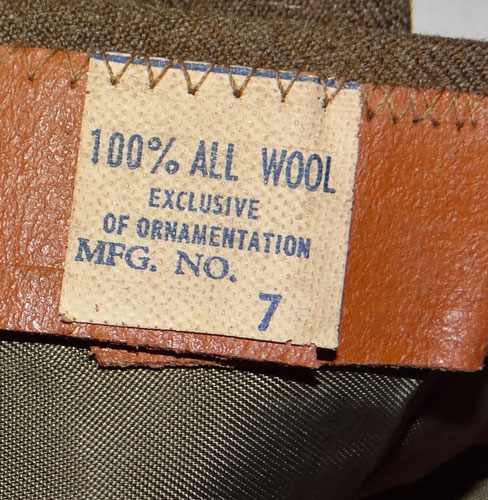 100% ALL WOOL
EXCLUSIVE
OF ORNAMENTATION
MFG. NO.
7